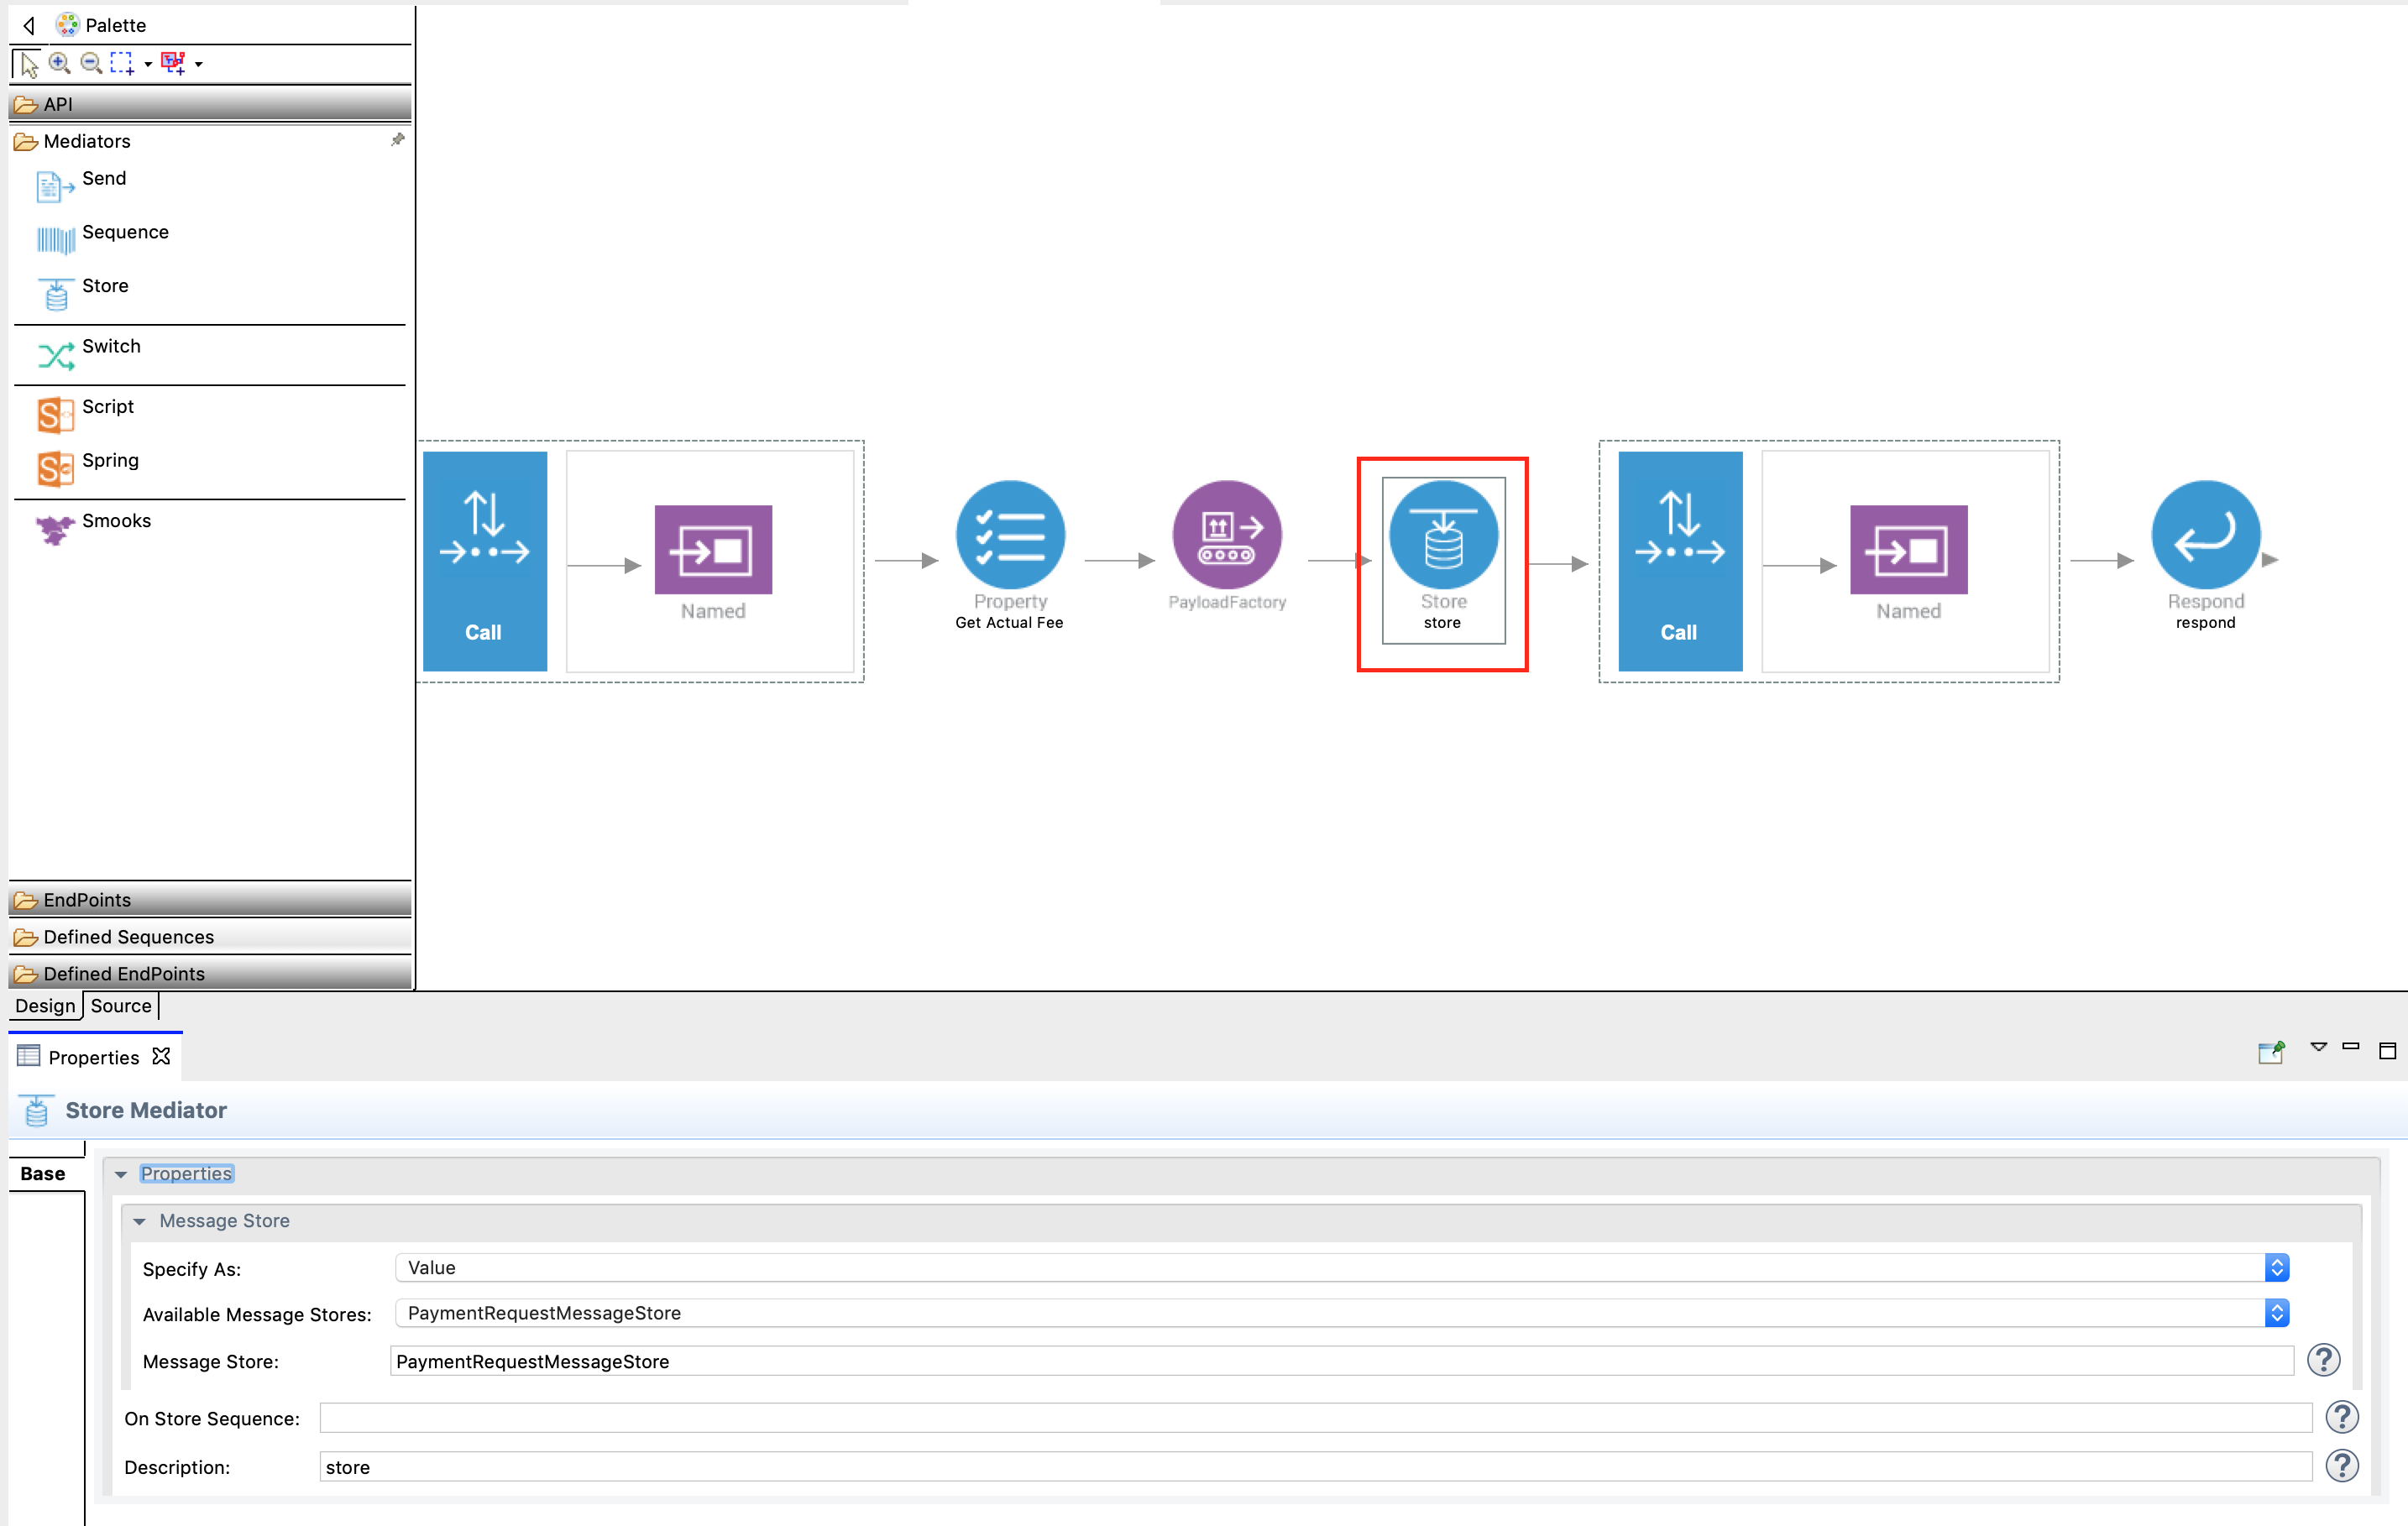 Palette
API
Mediators
Send
Sequence
Store
Switch
Script
Spring
Smooks
EndPoints
Defined Sequences
Defined EndPoints
Call
Named
Property
Get Actual Fee
PayloadFactory
Store
store
Call
Named
Respond
respond
Design
Source
Properties
Store Mediator
Base
Properties
Message Store
Specify As:
Value
Available Message Stores:
PaymentRequestMessageStore
Message Store:
PaymentRequestMessageStore
On Store Sequence:
Description:
store